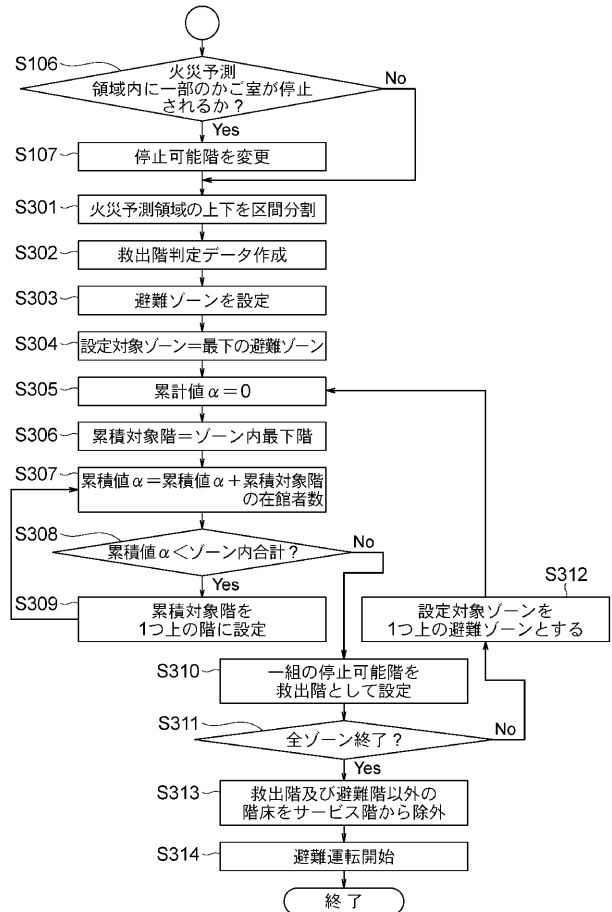 S106
火災予測
領域内に一部のかご室が停止
されるか？
No
Yes
S107
停止可能階を変更
S301
火災予測領域の上下を区間分割
S302
救出階判定データ作成
S303
避難ゾーンを設定
S304
設定対象ゾーン＝最下の避難ゾーン
S305
累計値α＝0
S306
累積対象階＝ゾーン内最下階
S307
累積値α＝累積値α＋累積対象階
の在館者数
S308
累積値α＜ゾーン内合計？
No
Yes
S309
累積対象階を
1つ上の階に設定
S312
設定対象ゾーンを
1つ上の避難ゾーンとする
S310
一組の停止可能階を
救出階として設定
S311
全ゾーン終了？
No
Yes
S313
救出階及び避難階以外の
階床をサービス階から除外
S314
避難運転開始
終了